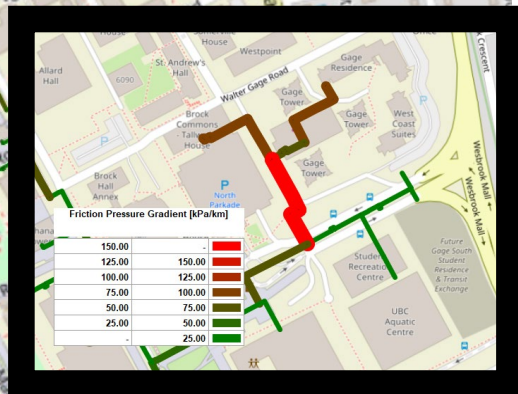 House
Somerville
House
Office
Crescent
Allard
Hall
6090
St. Andrew's
Hall
Westpoint
Gage
Residence
Walter Gage Road
Gage
Tower
Gage
Tower
West
Coast
Suites
P
P
Brock
Commons
Tallwood
House
Gage
Tower
Brock
Hall
Annex
P
North
Parkade
Wesbrook Mall
Wesbrook Mall
Friction Pressure Gradient [kPa/km]
150.00 -
125.00 150.00
100.00 125.00
75.00 100.00
50.00 75.00
25.00 50.00
- 25.00
Student
Recreation
Centre
Future
Gage South
Student
Residence
& Transit
Exchange
UBC
Aquatic
Centre